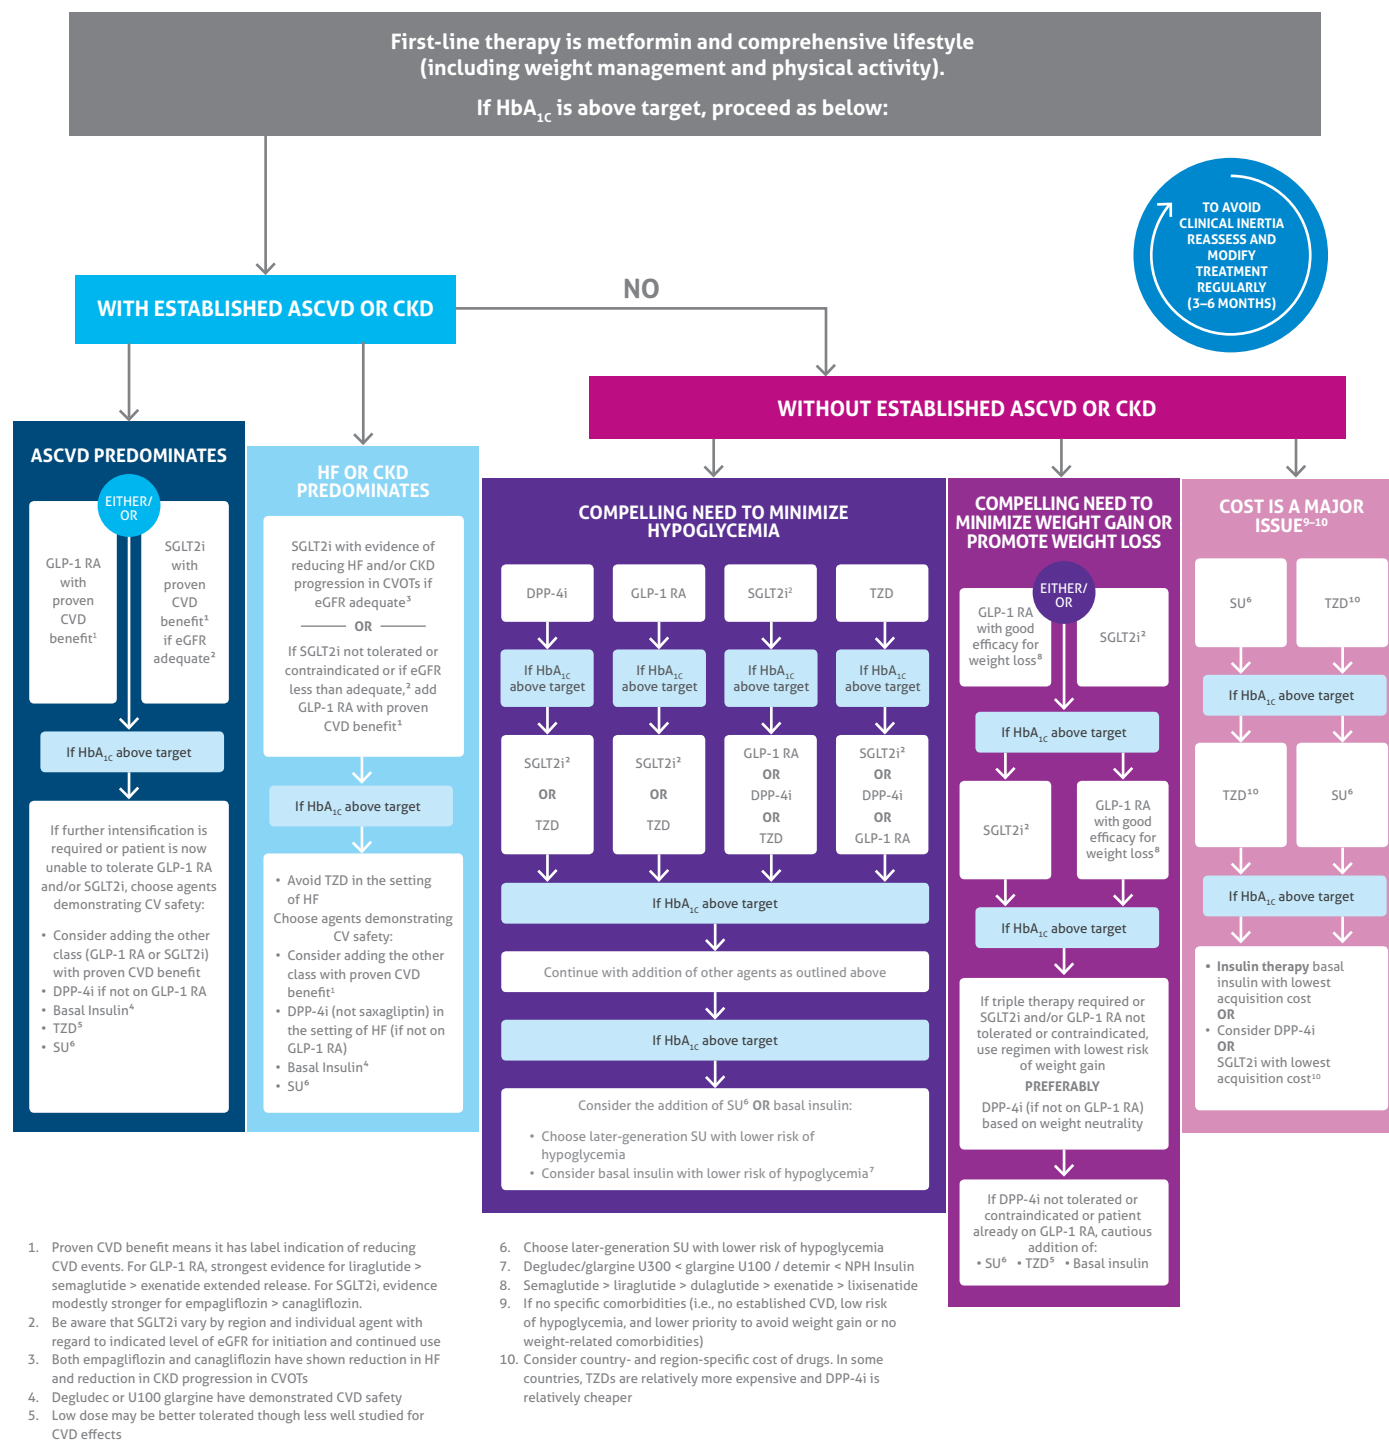 First-line therapy is metformin and comprehensive lifestyle
(including weight management and physical activity).
If HbA1C is above target, proceed as below:
TO AVOID
CLINICAL INERTIA
REASSESS AND
MODIFY
TREATMENT
REGULARLY
(3–6 MONTHS)
WITH ESTABLISHED ASCVD OR CKD
NO
WITHOUT ESTABLISHED ASCVD OR CKD
ASCVD PREDOMINATES
EITHER/
OR
GLP-1 RA
with
proven
CVD
benefit¹
SGLT2i
with
proven
CVD
benefit¹
if eGFR
adequate²
If HbA1C above target
If further intensification is
required or patient is now
unable to tolerate GLP-1 RA
and/or SGLT2i, choose agents
demonstrating CV safety:
• Consider adding the other
class (GLP-1 RA or SGLT2i)
with proven CVD benefit
• DPP-4i if not on GLP-1 RA
• Basal Insulin⁴
• TZD⁵
• SU⁶
HF OR CKD
PREDOMINATES
SGLT2i with evidence of
reducing HF and/or CKD
progression in CVOTs if
eGFR adequate³
OR
If SGLT2i not tolerated or
contraindicated or if eGFR
less than adequate,² add
GLP-1 RA with proven
CVD benefit¹
If HbA1C above target
• Avoid TZD in the setting
of HF
Choose agents demonstrating
CV safety:
• Consider adding the other
class with proven CVD
benefit¹
• DPP-4i (not saxagliptin) in
the setting of HF (if not on
GLP-1 RA)
• Basal Insulin⁴
• SU⁶
COMPELLING NEED TO MINIMIZE
HYPOGLYCEMIA
DPP-4i
GLP-1 RA
SGLT2i²
TZD
If HbA1C
above target
If HbA1C
above target
If HbA1C
above target
If HbA1C
above target
SGLT2i²
OR
TZD
SGLT2i²
OR
TZD
GLP-1 RA
OR
DPP-4i
OR
TZD
SGLT2i²
OR
DPP-4i
OR
GLP-1 RA
If HbA1C above target
Continue with addition of other agents as outlined above
If HbA1C above target
Consider the addition of SU⁶ OR basal insulin:
• Choose later-generation SU with lower risk of
hypoglycemia
• Consider basal insulin with lower risk of hypoglycemia⁷
COMPELLING NEED TO
MINIMIZE WEIGHT GAIN OR
PROMOTE WEIGHT LOSS
EITHER/
OR
GLP-1 RA
with good
efficacy for
weight loss⁸
SGLT2i²
If HbA1C above target
SGLT2i²
GLP-1 RA
with good
efficacy for
weight loss⁸
If HbA1C above target
If triple therapy required or
SGLT2i and/or GLP-1 RA not
tolerated or contraindicated,
use regimen with lowest risk
of weight gain
PREFERABLY
DPP-4i (if not on GLP-1 RA)
based on weight neutrality
If DPP-4i not tolerated or
contraindicated or patient
already on GLP-1 RA, cautious
addition of:
• SU⁶ • TZD⁵ • Basal insulin
COST IS A MAJOR
ISSUE⁹⁻¹⁰
SU⁶
TZD¹⁰
If HbA1C above target
TZD¹⁰
SU⁶
If HbA1C above target
• Insulin therapy basal
insulin with lowest
acquisition cost
OR
• Consider DPP-4i
OR
SGLT2i with lowest
acquisition cost¹⁰
1. Proven CVD benefit means it has label indication of reducing
CVD events. For GLP-1 RA, strongest evidence for liraglutide >
semaglutide > exenatide extended release. For SGLT2i, evidence
modestly stronger for empagliflozin > canagliflozin.
2. Be aware that SGLT2i vary by region and individual agent with
regard to indicated level of eGFR for initiation and continued use
3. Both empagliflozin and canagliflozin have shown reduction in HF
and reduction in CKD progression in CVOTs
4. Degludec or U100 glargine have demonstrated CVD safety
5. Low dose may be better tolerated though less well studied for
CVD effects
6. Choose later-generation SU with lower risk of hypoglycemia
7. Degludec/glargine U300 < glargine U100 / detemir < NPH Insulin
8. Semaglutide > liraglutide > dulaglutide > exenatide > lixisenatide
9. If no specific comorbidities (i.e., no established CVD, low risk
of hypoglycemia, and lower priority to avoid weight gain or no
weight-related comorbidities)
10. Consider country- and region-specific cost of drugs. In some
countries, TZDs are relatively more expensive and DPP-4i is
relatively cheaper